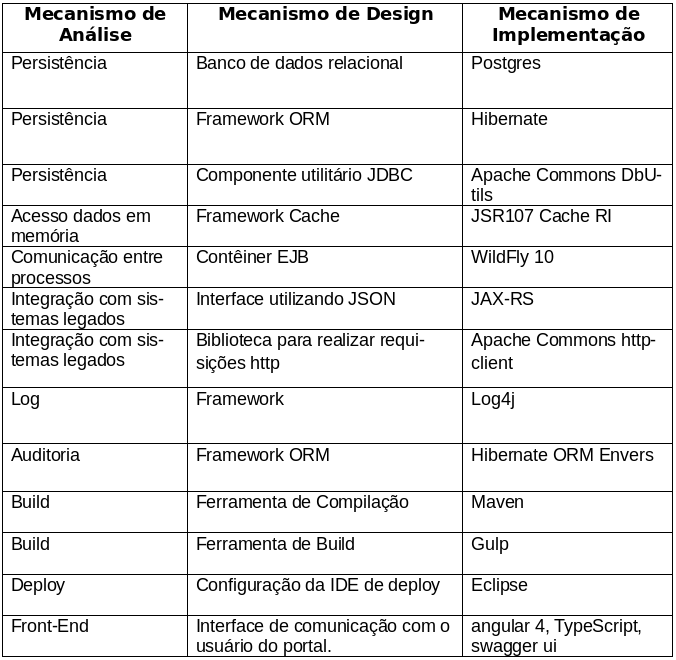 Mecanismo de Análise | Mecanismo de Design | Mecanismo de Implementação
Persistência | Banco de dados relacional | Postgres
Persistência | Framework ORM | Hibernate
Persistência | Componente utilitário JDBC | Apache Commons DbU-
tils
Acesso dados em | Framework Cache | JSR107 Cache RI
memória
Comunicação entre | Contêiner EJB | WildFly 10
processos
Integração com sis- | Interface utilizando JSON | JAX-RS
temas legados
Integração com sis- | Biblioteca para realizar requi- | Apache Commons http-
temas legados | sições http | client
Log | Framework | Log4j
Auditoria | Framework ORM | Hibernate ORM Envers
Build | Ferramenta de Compilação | Maven
Build | Ferramenta de Build | Gulp
Deploy | Configuração da IDE de deploy | Eclipse
Front-End | Interface de comunicação com o | angular 4, TypeScript,
usuário do portal. | swagger ui